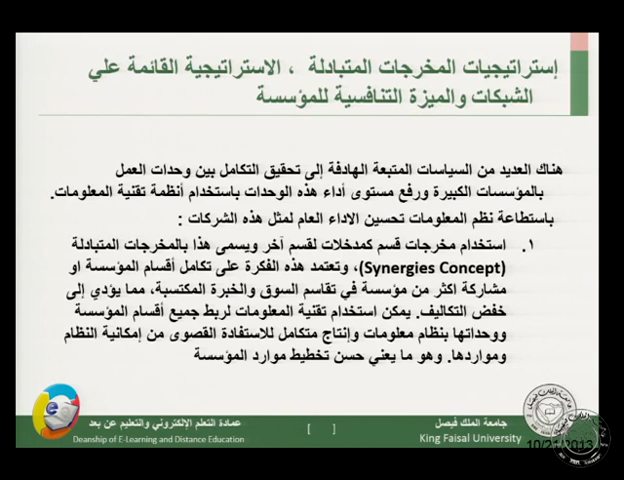 إستراتيجيات المخرجات المتبادلة ، الاستراتيجية القائمة علي
الشبكات والميزة التنافسية للمؤسسة
هناك العديد من السياسات المتبعة الهادفة إلى تحقيق التكامل بين وحدات العمل
بالمؤسسات الكبيرة ورفع مستوى أداء هذه الوحدات باستخدام أنظمة تقنية المعلومات.
باستطاعة نظم المعلومات تحسين الاداء العام لمثل هذه الشركات :
١. استخدام مخرجات قسم كمدخلات لقسم آخر ويسمى هذا بالمخرجات المتبادلة
(Synergies Concept)، وتعتمد هذه الفكرة على تكامل أقسام المؤسسة او
مشاركة اكثر من مؤسسة في تقاسم السوق والخبرة المكتسبة، مما يؤدي إلى
خفض التكاليف. يمكن استخدام تقنية المعلومات لربط جميع أقسام المؤسسة
ووحداتها بنظام معلومات وإنتاج متكامل للاستفادة القصوى من إمكانية النظام
ومواردها. وهو ما يعني حسن تخطيط موارد المؤسسة
عمادة التعلم الإلكتروني والتعليم عن بعد
Deanship of E-Learning and Distance Education
[ ]
جامعة الملك فيصل
King Faisal University
10/21/2013